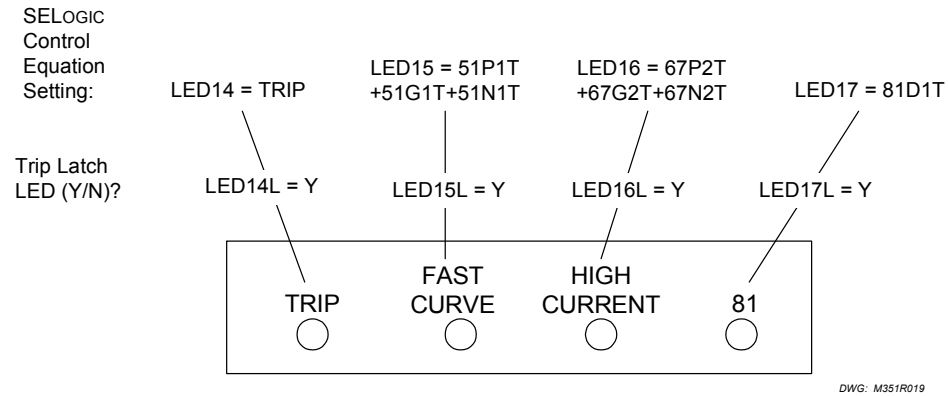 SELOGIC
Control
Equation
Setting:
LED14 = TRIP
LED15 = 51P1T
+51G1T+51N1T
LED16 = 67P2T
+67G2T+67N2T
LED17 = 81D1T
Trip Latch
LED (Y/N)?
LED14L = Y
LED15L = Y
LED16L = Y
LED17L = Y
TRIP
FAST
CURVE
HIGH
CURRENT
81
DWG: M351R019